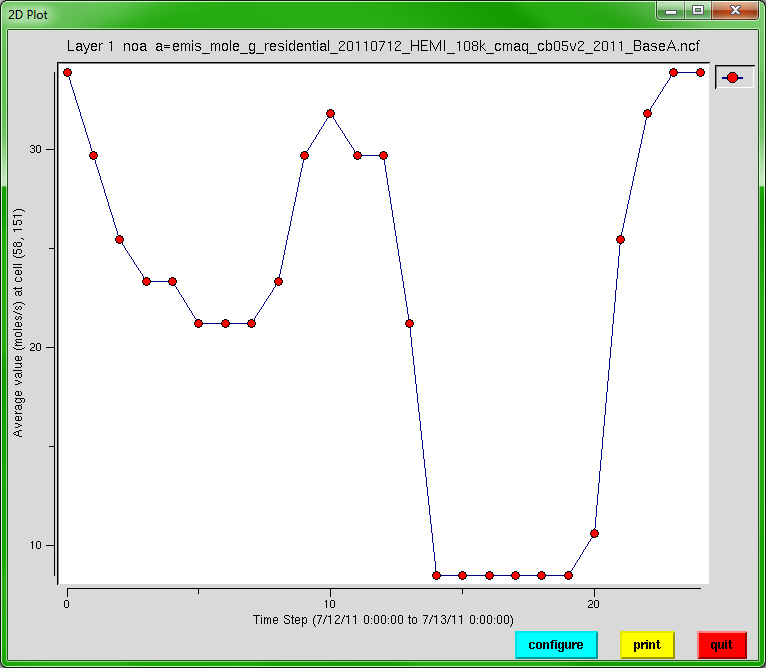 2D Plot
Layer 1 noa a=emis_mole_g_residential_20110712_HEMI_108k_cmaq_cb05v2_2011_BaseA.ncf
30
20
10
Average value (moles/s) at cell (58, 151)
0
10
20
Time Step (7/12/11 0:00:00 to 7/13/11 0:00:00)
configure
print
quit